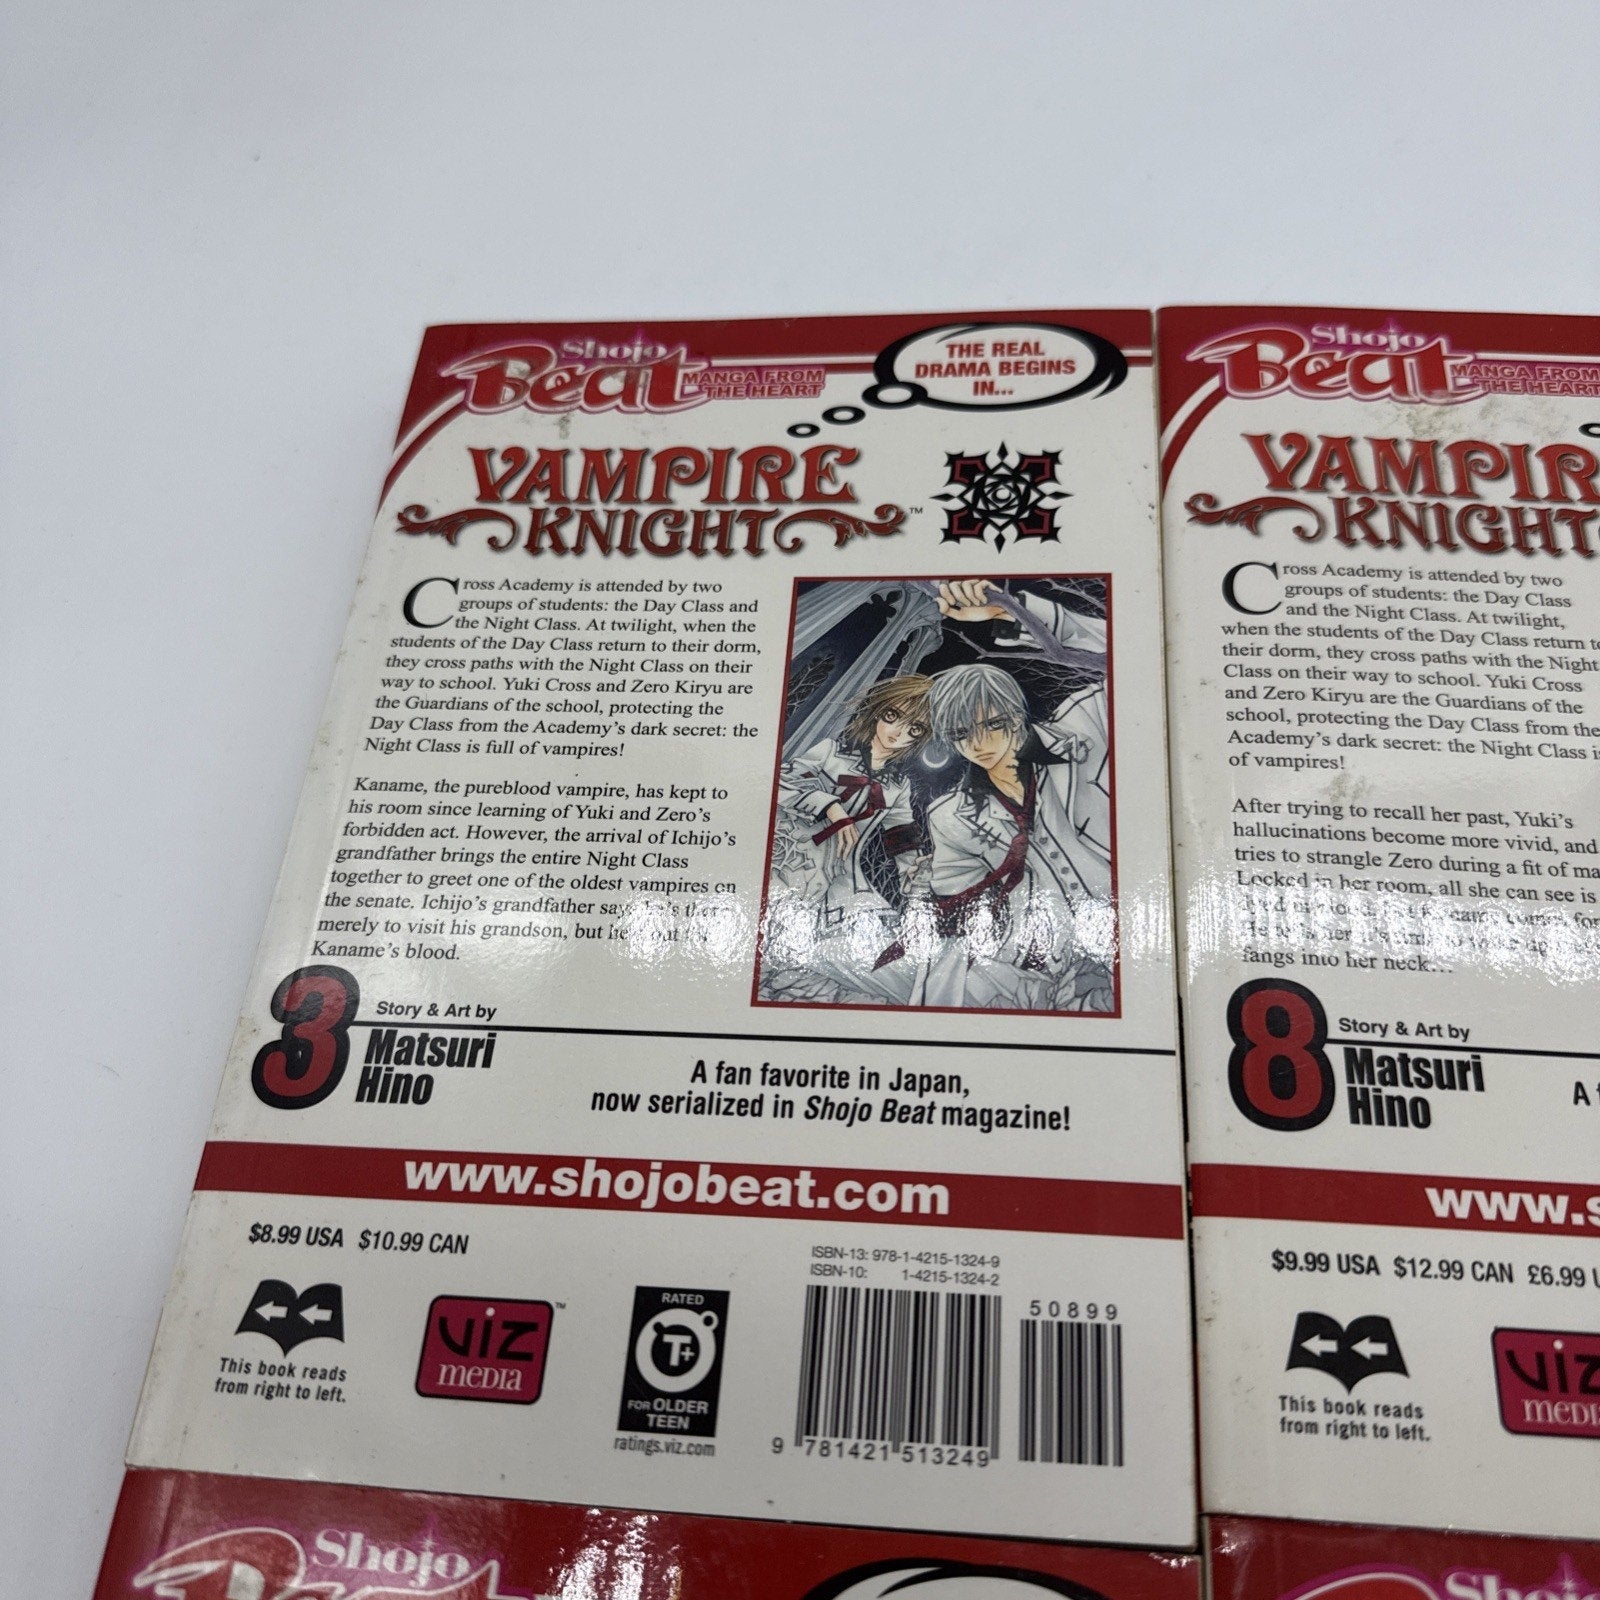 Shojo
Beat
MANGA FROM
THE HEART
THE REAL
DRAMA BEGINS
IN...
VAMPIRE
KNIGHT™
Cross Academy is attended by two
groups of students: the Day Class and
the Night Class. At twilight, when the
students of the Day Class return to their dorm,
they cross paths with the Night Class on their
way to school. Yuki Cross and Zero Kiryu are
the Guardians of the school, protecting the
Day Class from the Academy's dark secret: the
Night Class is full of vampires!
Kaname, the pureblood vampire, has kept to
his room since learning of Yuki and Zero's
forbidden act. However, the arrival of Ichijo's
grandfather brings the entire Night Class
together to greet one of the oldest vampires on
the senate. Ichijo's grandfather says he's there
merely to visit his grandson, but
Kaname's blood.
3
Story & Art by
Matsuri
Hino
A fan favorite in Japan,
now serialized in Shojo Beat magazine!
www.shojobeat.com
$8.99 USA $10.99 CAN
This book reads
from right to left.
VIZ
MEDIA
™
RATED
T+
FOR OLDER
TEEN
ratings.viz.com
ISBN-13: 978-1-4215-1324-9
ISBN-10: 1-4215-1324-2
50899
9 781421 513249
Shojo
Beat
MANGA FROM
THE HEART
VAMPIR
KNIGHT
Cross Academy is attended by two
groups of students: the Day Class
and the Night Class. At twilight,
when the students of the Day Class return to
their dorm, they cross paths with the Night
Class on their way to school. Yuki Cross
and Zero Kiryu are the Guardians of the
school, protecting the Day Class from the
Academy's dark secret: the Night Class is
of vampires!
After trying to recall her past, Yuki's
hallucinations become more vivid, and
tries to strangle Zero during a fit of ma
Locked in her room, all she can see is
fangs into her neck...
8
Story & Art by
Matsuri
Hino
A f
www.s
$9.99 USA $12.99 CAN £6.99 U
This book reads
from right to left.
VIZ
MEDI
Shojo
Shojo